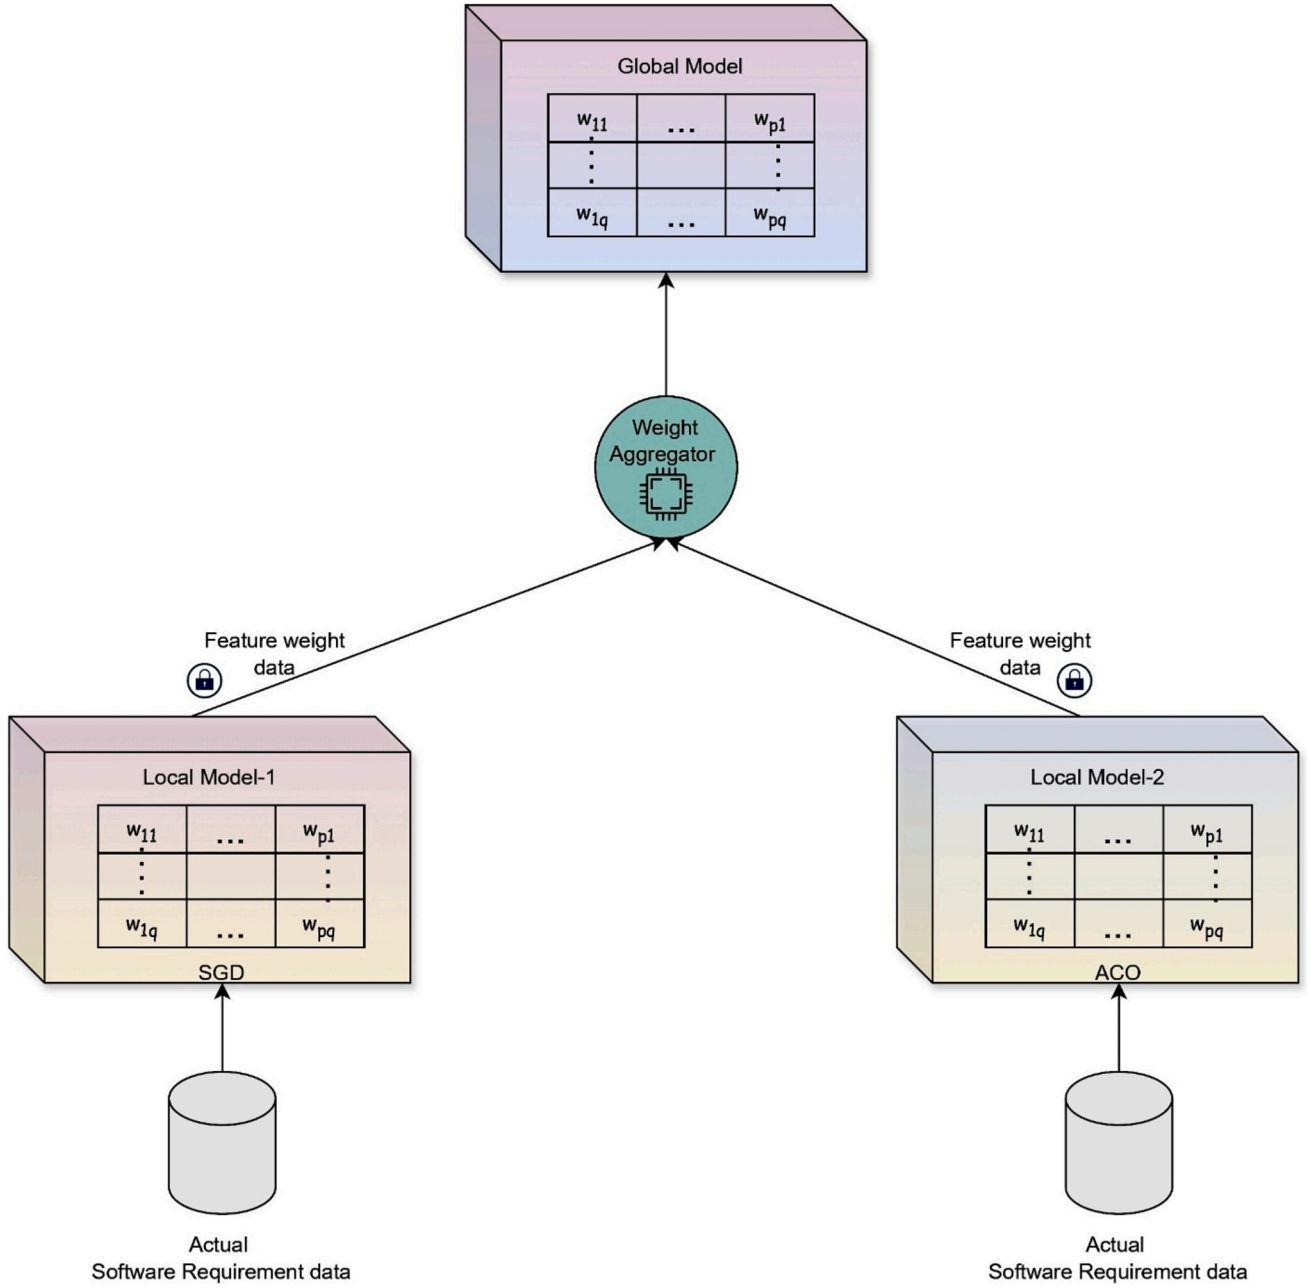 Global Model
w11 ... wp1
w1q ... wpq
Weight
Aggregator
Feature weight
data
Feature weight
data
Local Model-1
w11 ... wp1
w1q ... wpq
SGD
Local Model-2
w11 ... wp1
w1q ... wpq
ACO
Actual
Software Requirement data
Actual
Software Requirement data